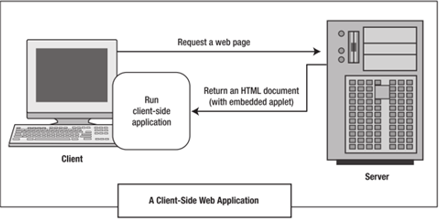 Request a web page
Return an HTML document
(with embedded applet)
Run
client-side
application
Client
Server
A Client-Side Web Application